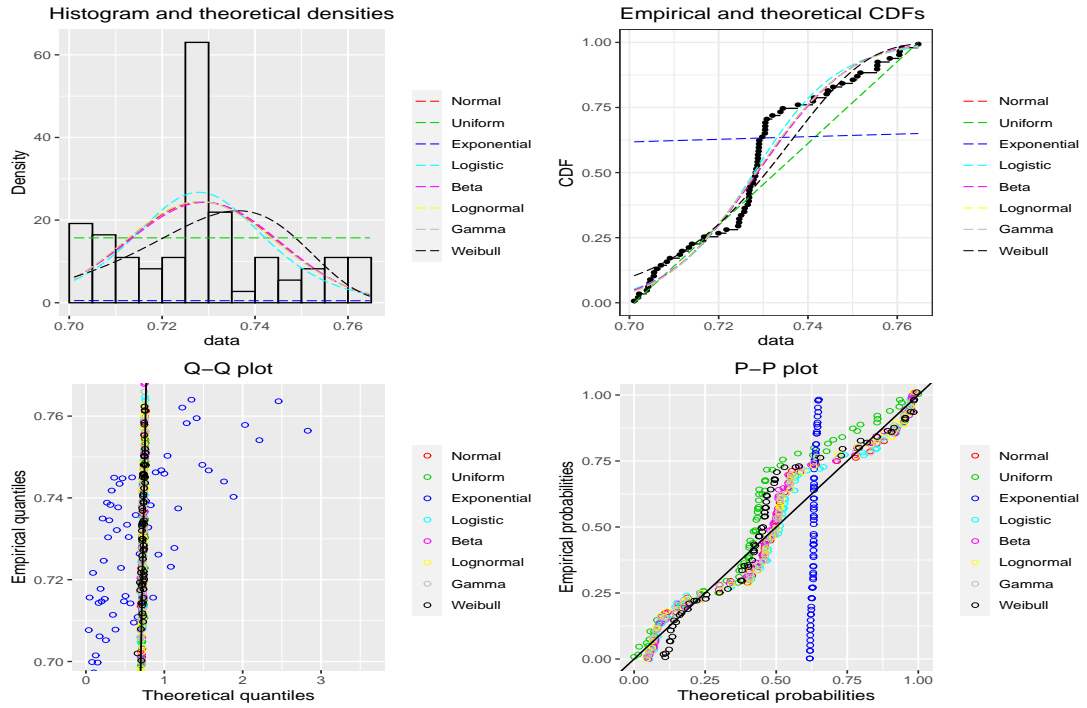 Histogram and theoretical densities
Density
60
40
20
0
0.70
0.72
0.74
0.76
data
Normal
Uniform
Exponential
Logistic
Beta
Lognormal
Gamma
Weibull
Empirical and theoretical CDFs
CDF
1.00
0.75
0.50
0.25
0.00
0.70
0.72
0.74
0.76
data
Normal
Uniform
Exponential
Logistic
Beta
Lognormal
Gamma
Weibull
Q−Q plot
Empirical quantiles
0.76
0.74
0.72
0.70
0
1
2
3
Theoretical quantiles
Normal
Uniform
Exponential
Logistic
Beta
Lognormal
Gamma
Weibull
P−P plot
Empirical probabilities
1.00
0.75
0.50
0.25
0.00
0.00
0.25
0.50
0.75
1.00
Theoretical probabilities
Normal
Uniform
Exponential
Logistic
Beta
Lognormal
Gamma
Weibull